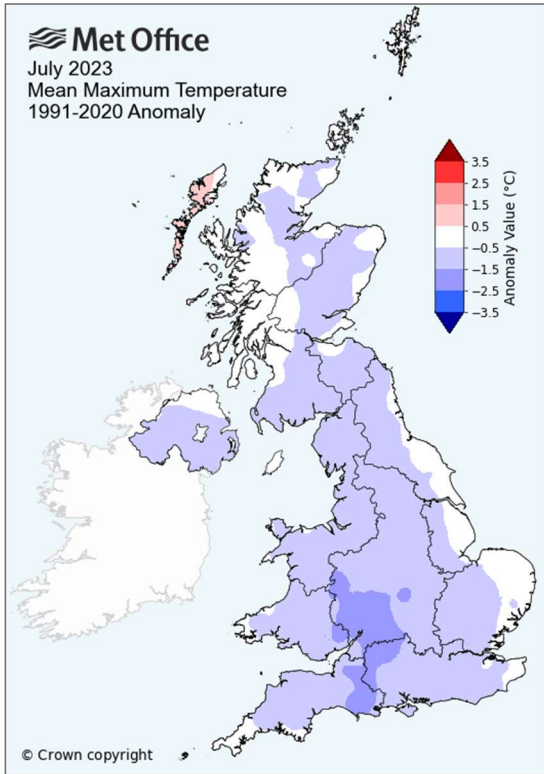 Met Office
July 2023
Mean Maximum Temperature
1991-2020 Anomaly
3.5
2.5
1.5
0.5
−0.5
−1.5
−2.5
−3.5
Anomaly Value (°C)
© Crown copyright